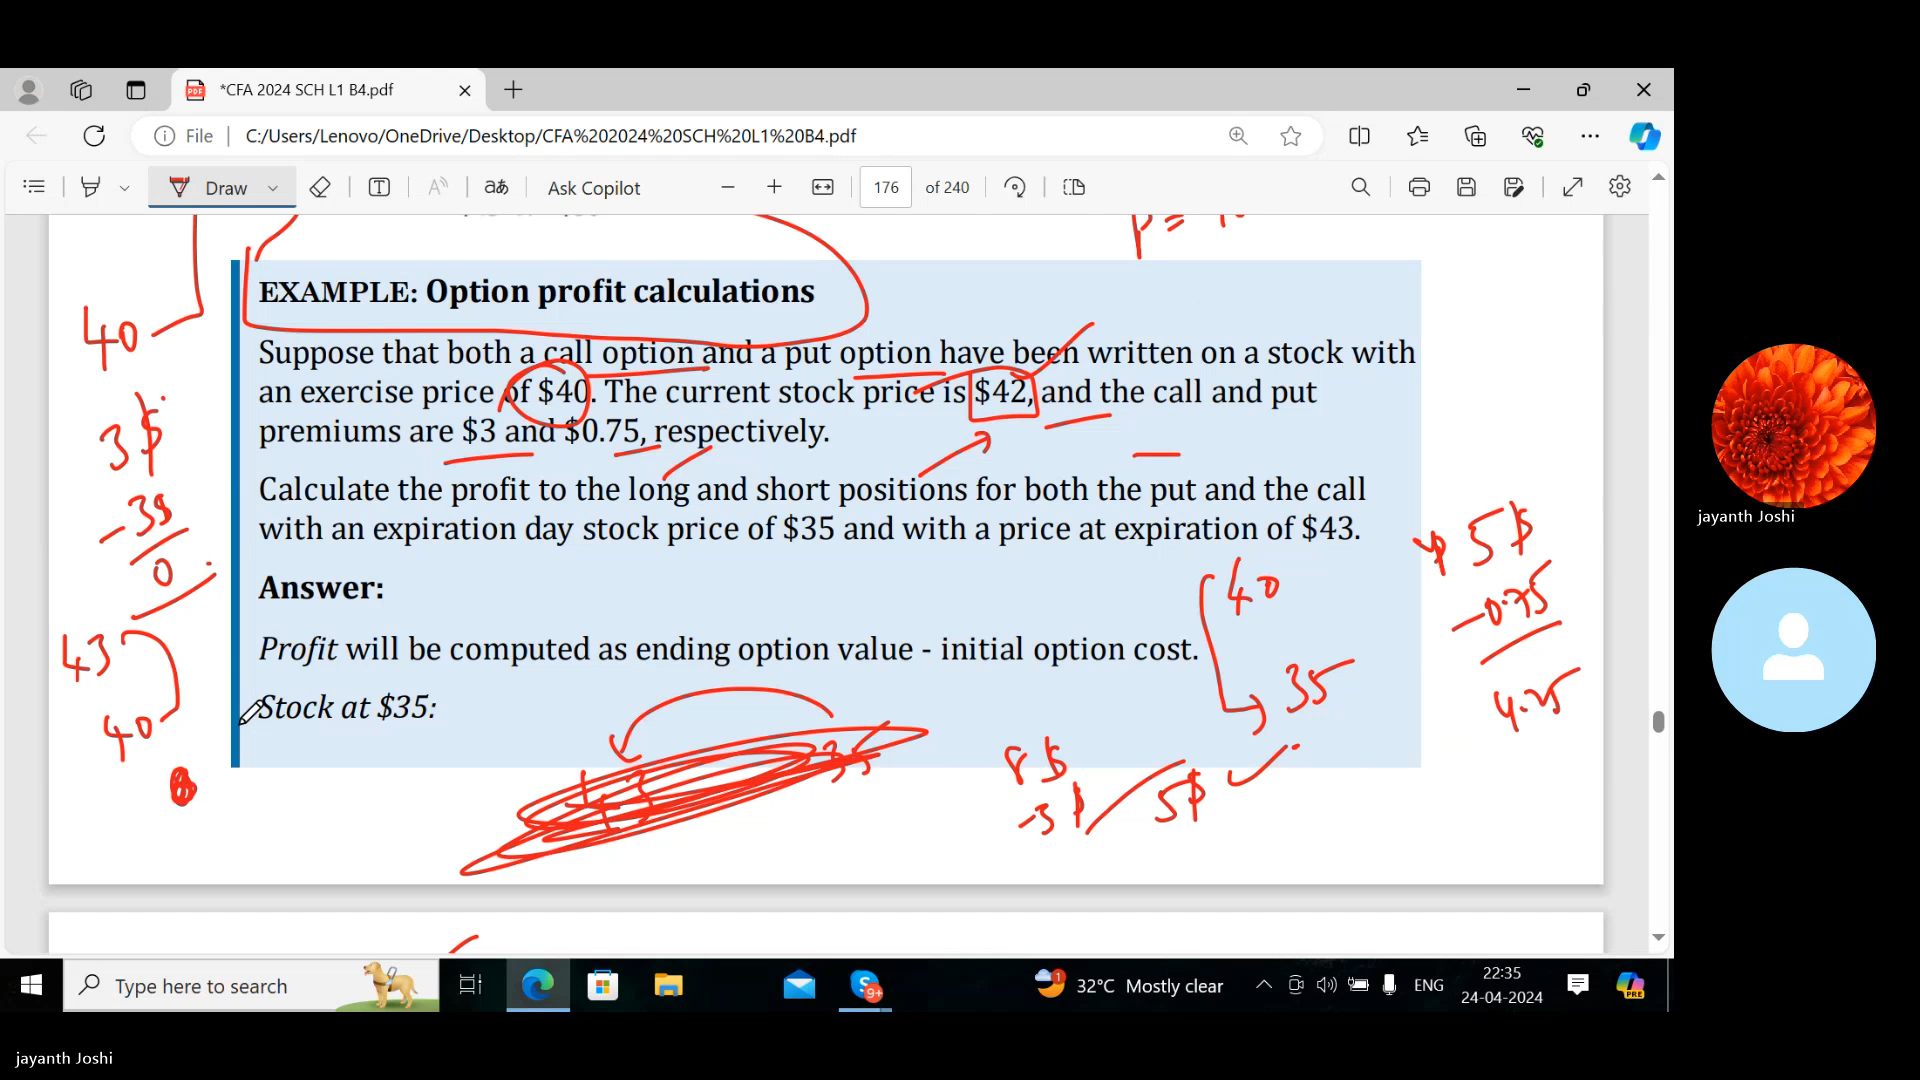 *CFA 2024 SCH L1 B4.pdf
File C:/Users/Lenovo/OneDrive/Desktop/CFA%202024%20SCH%20L1%20B4.pdf
Draw
Ask Copilot
176 of 240
EXAMPLE: Option profit calculations
Suppose that both a call option and a put option have been written on a stock with
an exercise price of $40. The current stock price is $42, and the call and put
premiums are $3 and $0.75, respectively.
Calculate the profit to the long and short positions for both the put and the call
with an expiration day stock price of $35 and with a price at expiration of $43.
Answer:
Profit will be computed as ending option value - initial option cost.
Stock at $35:
40
3$
0
43
40
40
35
5$
-0.75
4.25
-3$
5$
jayanth Joshi
Type here to search
9+
1
32°C Mostly clear
ENG
22:35
24-04-2024
PRE
jayanth Joshi